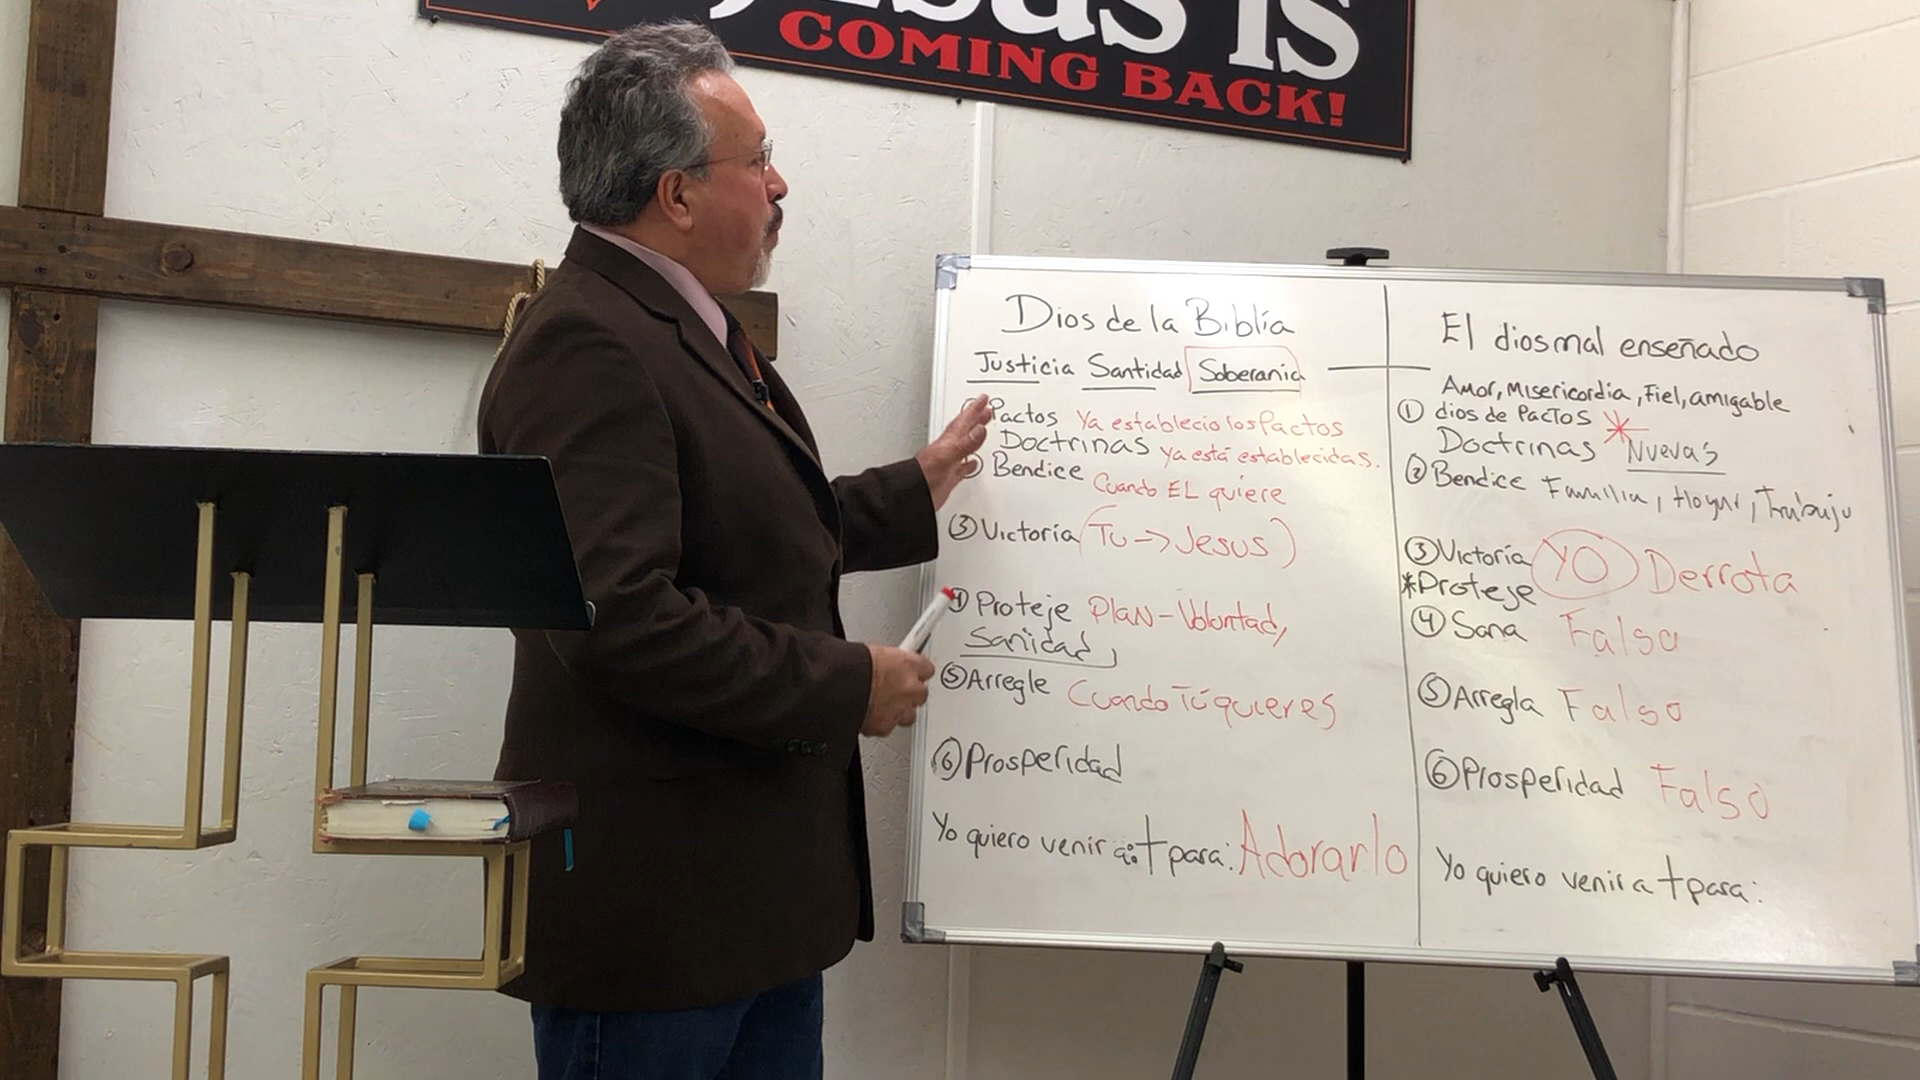 Jesus is
COMING BACK!
Dios de la Biblia
Justicia Santidad Soberania
Pactos Ya establecio los Pactos
Doctrinas ya está establecidas.
Bendice Cuando EL quiere
③ Victoria (Tu -> Jesus)
④ Proteje Plan - Voluntad,
Sanidad,
⑤ Arregle Cuando Tú quieres
⑥ Prosperidad
Yo quiero venir a: † para: Adorarlo
El dios mal enseñado
Amor, Misericordia, Fiel, amigable
① dios de Pactos *
Doctrinas Nuevas
② Bendice Familia, Hogar, Trabajo
③ Victoria YO Derrota
*Proteje
④ Sana Falsa
⑤ Arregla Falso
⑥ Prosperidad Falso
Yo quiero venir a † para: